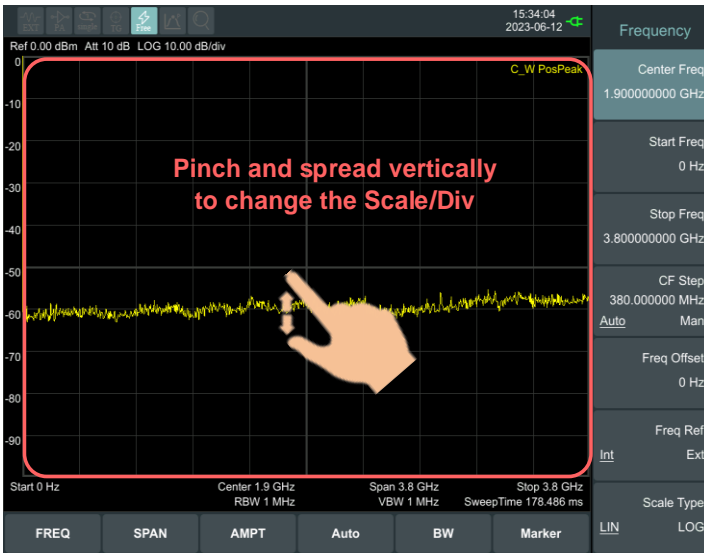 EXT PA Single TG Free
15:34:04
2023-06-12
Ref 0.00 dBm Att 10 dB LOG 10.00 dB/div
C_W PosPeak
0
-10
-20
-30
-40
-50
-60
-70
-80
-90
Pinch and spread vertically
to change the Scale/Div
Start 0 Hz Center 1.9 GHz Span 3.8 GHz Stop 3.8 GHz
RBW 1 MHz VBW 1 MHz SweepTime 178.486 ms
FREQ SPAN AMPT Auto BW Marker
Frequency
Center Freq
1.900000000 GHz
Start Freq
0 Hz
Stop Freq
3.800000000 GHz
CF Step
380.000000 MHz
Auto Man
Freq Offset
0 Hz
Freq Ref
Int Ext
Scale Type
LIN LOG